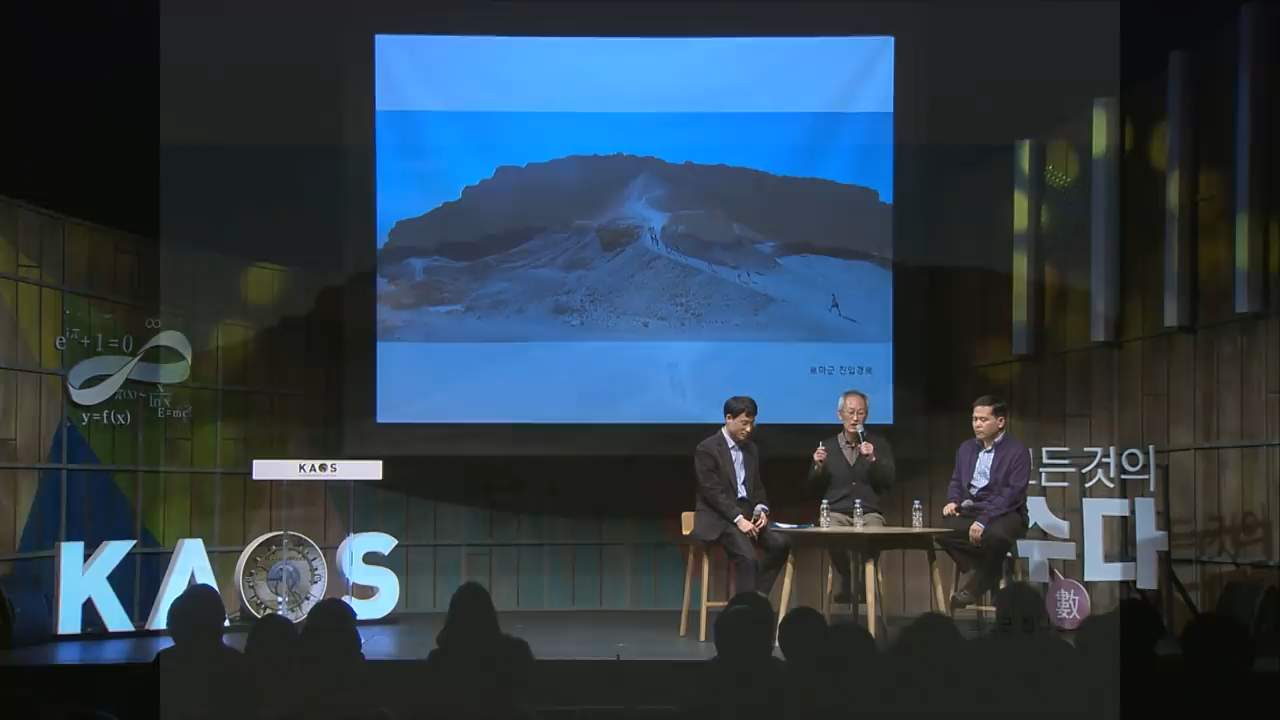 로마군 진입경로
e^iπ+1=0
∞
y=f(x)
E=mc²
KAOS
KAOS
모든것의
수다
數